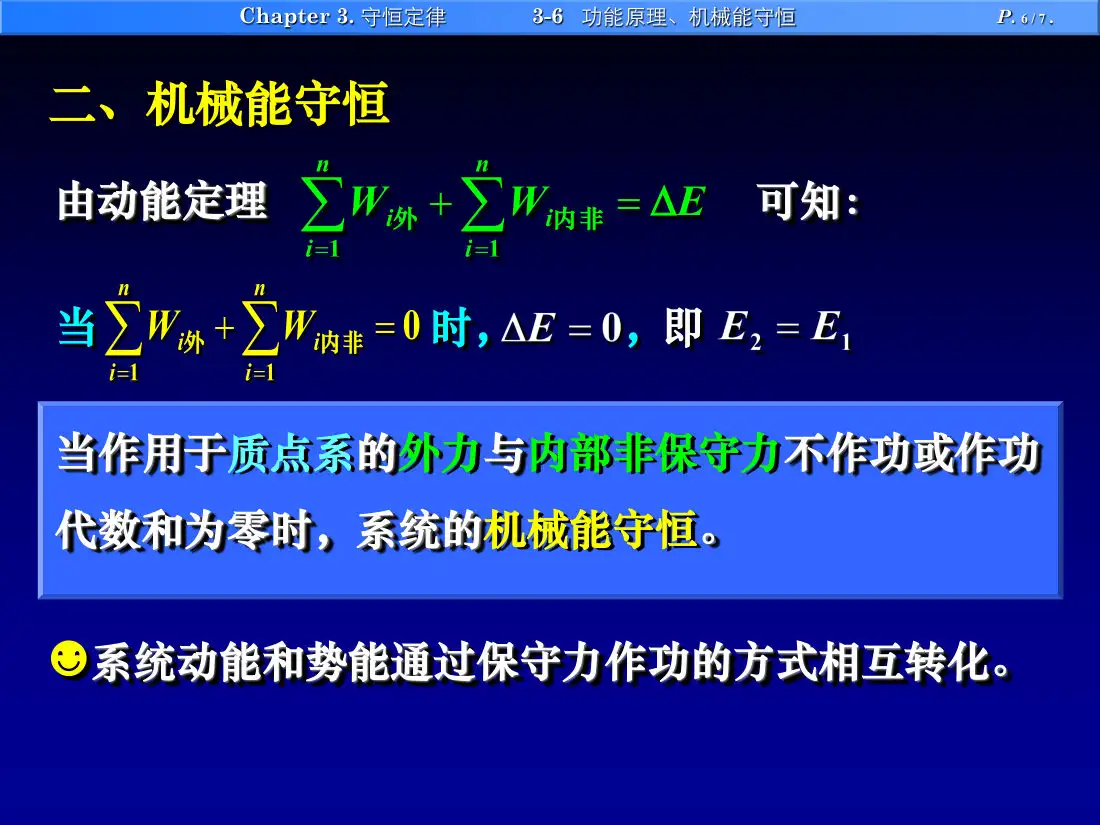 Chapter 3. 守恒定律 3-6 功能原理、机械能守恒 P. 6 / 7 .
二、机械能守恒
由动能定理 $\sum_{i=1}^{n} W_{i外} + \sum_{i=1}^{n} W_{i内非} = \Delta E$ 可知：
当 $\sum_{i=1}^{n} W_{i外} + \sum_{i=1}^{n} W_{i内非} = 0$ 时，$\Delta E = 0$，即 $E_2 = E_1$
当作用于质点系的外力与内部非保守力不作功或作功
代数和为零时，系统的机械能守恒。
系统动能和势能通过保守力作功的方式相互转化。